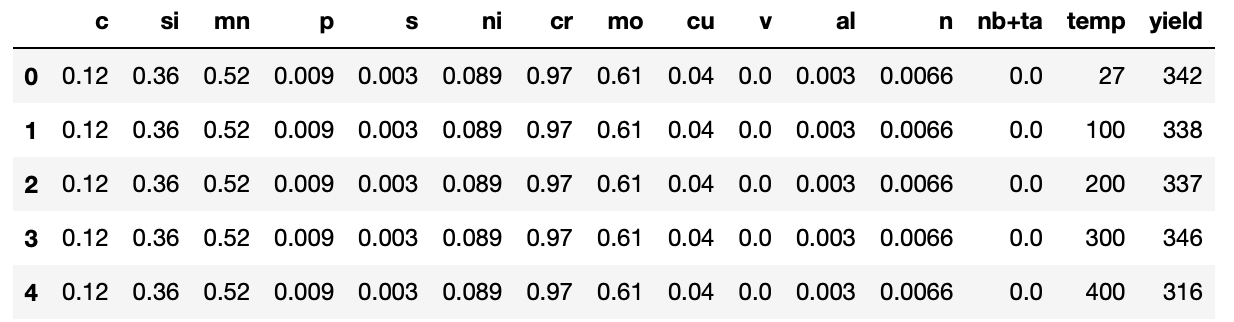 c si mn p s ni cr mo cu v al n nb+ta temp yield
0 0.12 0.36 0.52 0.009 0.003 0.089 0.97 0.61 0.04 0.0 0.003 0.0066 0.0 27 342
1 0.12 0.36 0.52 0.009 0.003 0.089 0.97 0.61 0.04 0.0 0.003 0.0066 0.0 100 338
2 0.12 0.36 0.52 0.009 0.003 0.089 0.97 0.61 0.04 0.0 0.003 0.0066 0.0 200 337
3 0.12 0.36 0.52 0.009 0.003 0.089 0.97 0.61 0.04 0.0 0.003 0.0066 0.0 300 346
4 0.12 0.36 0.52 0.009 0.003 0.089 0.97 0.61 0.04 0.0 0.003 0.0066 0.0 400 316